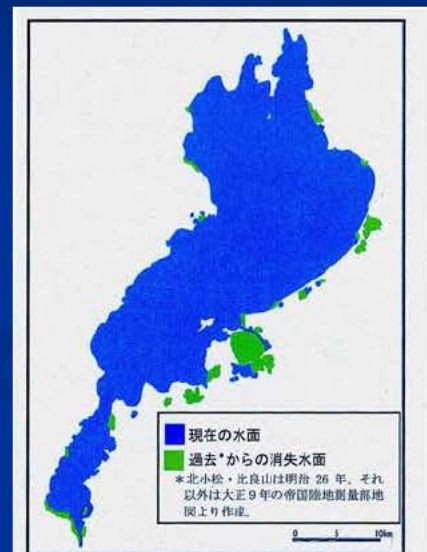 現在の水面
過去*からの消失水面
*北小松・比良山は明治 26 年、それ
以外は大正 9 年の帝国陸地測量部地
図より作成。
0 5 10km